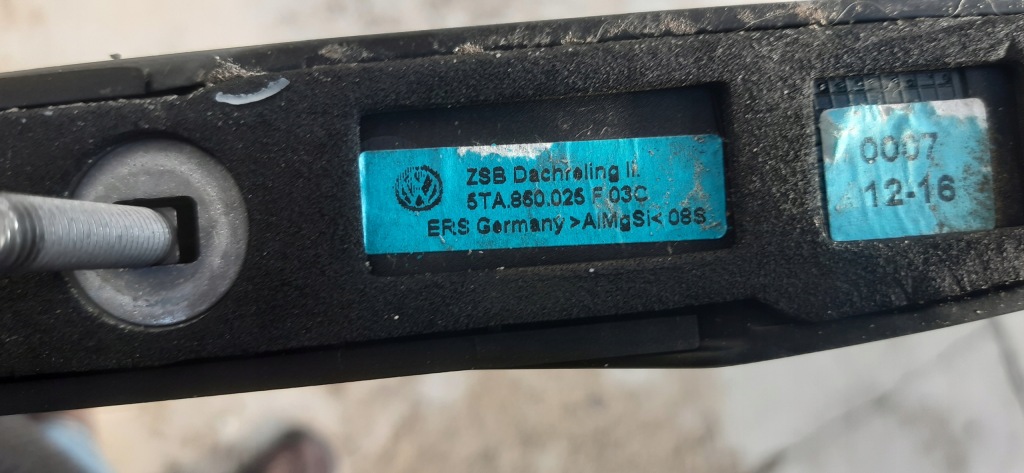 ZSB Dachreling li.
5TA.860.025 F 03C
ERS Germany >AlMgSi< 08S
0007
12-16